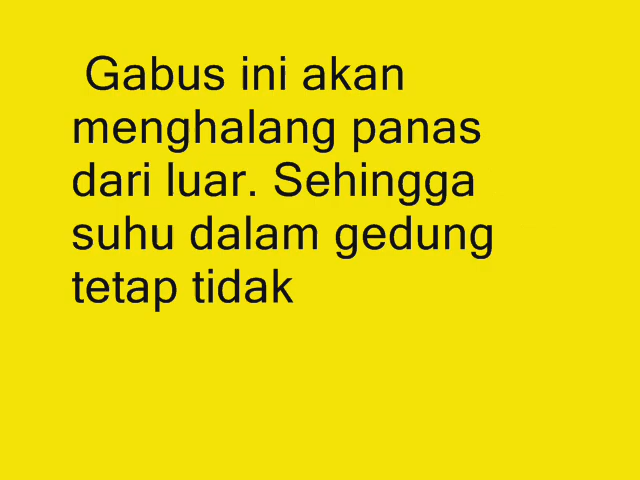 Gabus ini akan
menghalang panas
dari luar. Sehingga
suhu dalam gedung
tetap tidak